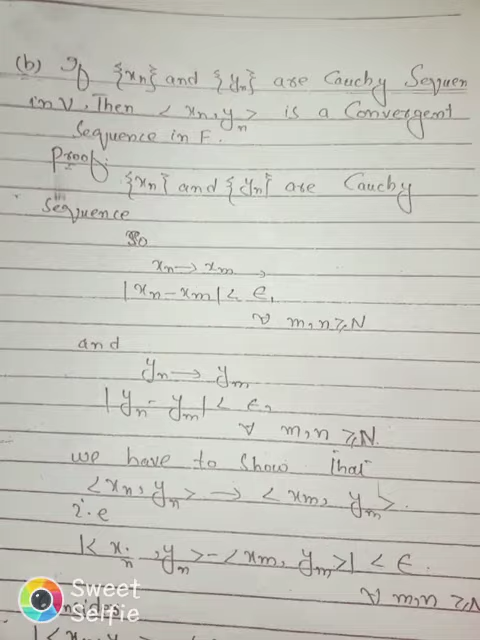 (b) If {xn} and {yn} are Cauchy Sequen
in V. Then < xn, yn > is a Convergent
Sequence in F.
Proof:
{xn} and {yn} are Cauchy
Sequence
So
xn → xm,
|xn - xm| < ε,
∀ m,n ≥ N
and
yn → ym
|yn - ym| < ε,
∀ m,n ≥ N.
we have to show that
<xn, yn> → <xm, ym>.
i.e
|<xn, yn> - <xm, ym>| < ε.
∀ m,n ≥ N
Sweet
Selfie